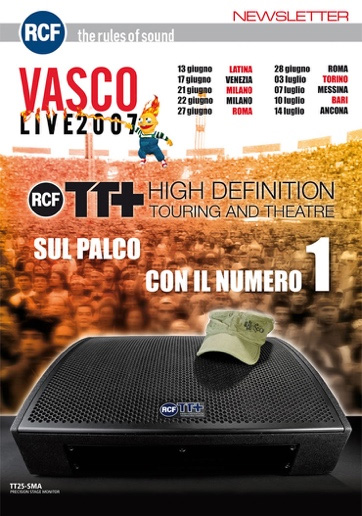 NEWSLETTER
RCF the rules of sound
VASCO
LIVE2007
13 giugno LATINA
17 giugno VENEZIA
21 giugno MILANO
22 giugno MILANO
27 giugno ROMA
28 giugno ROMA
03 luglio TORINO
07 luglio MESSINA
10 luglio BARI
14 luglio ANCONA
RCF TT+ HIGH DEFINITION
TOURING AND THEATRE
SUL PALCO
CON IL NUMERO 1
RCF TT+
TT25-SMA
PRECISION STAGE MONITOR